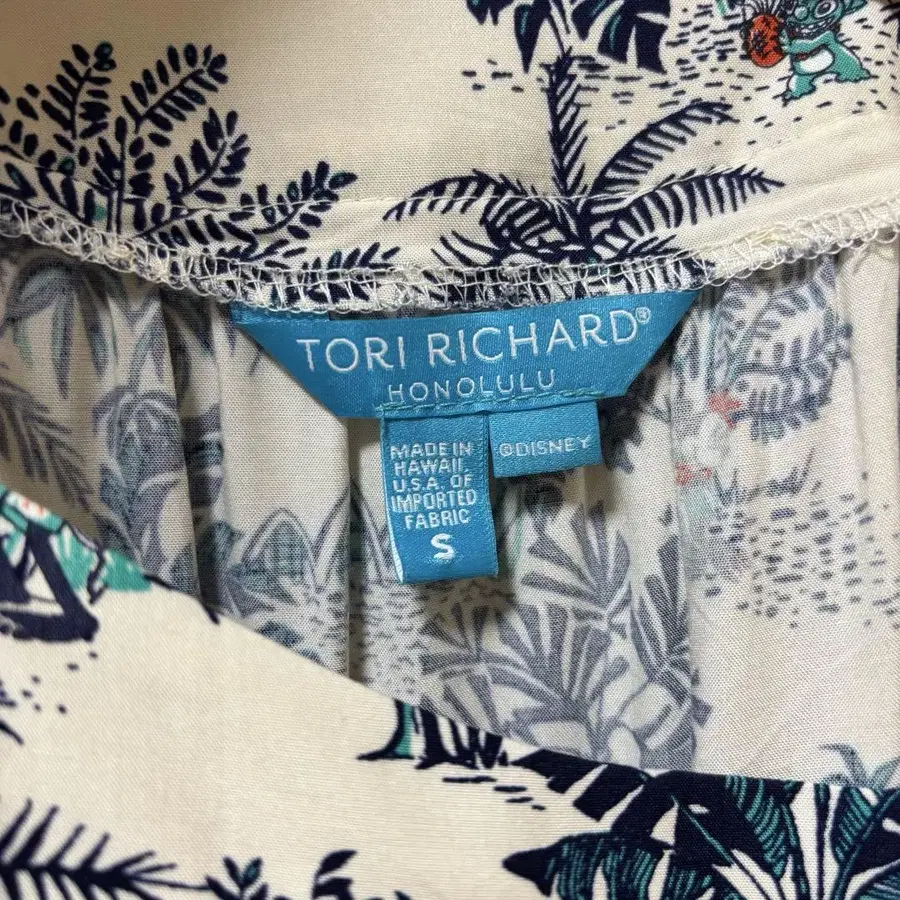 TORI RICHARD®
HONOLULU
MADE IN
HAWAII,
U.S.A. OF
IMPORTED
FABRIC
S
©DISNEY